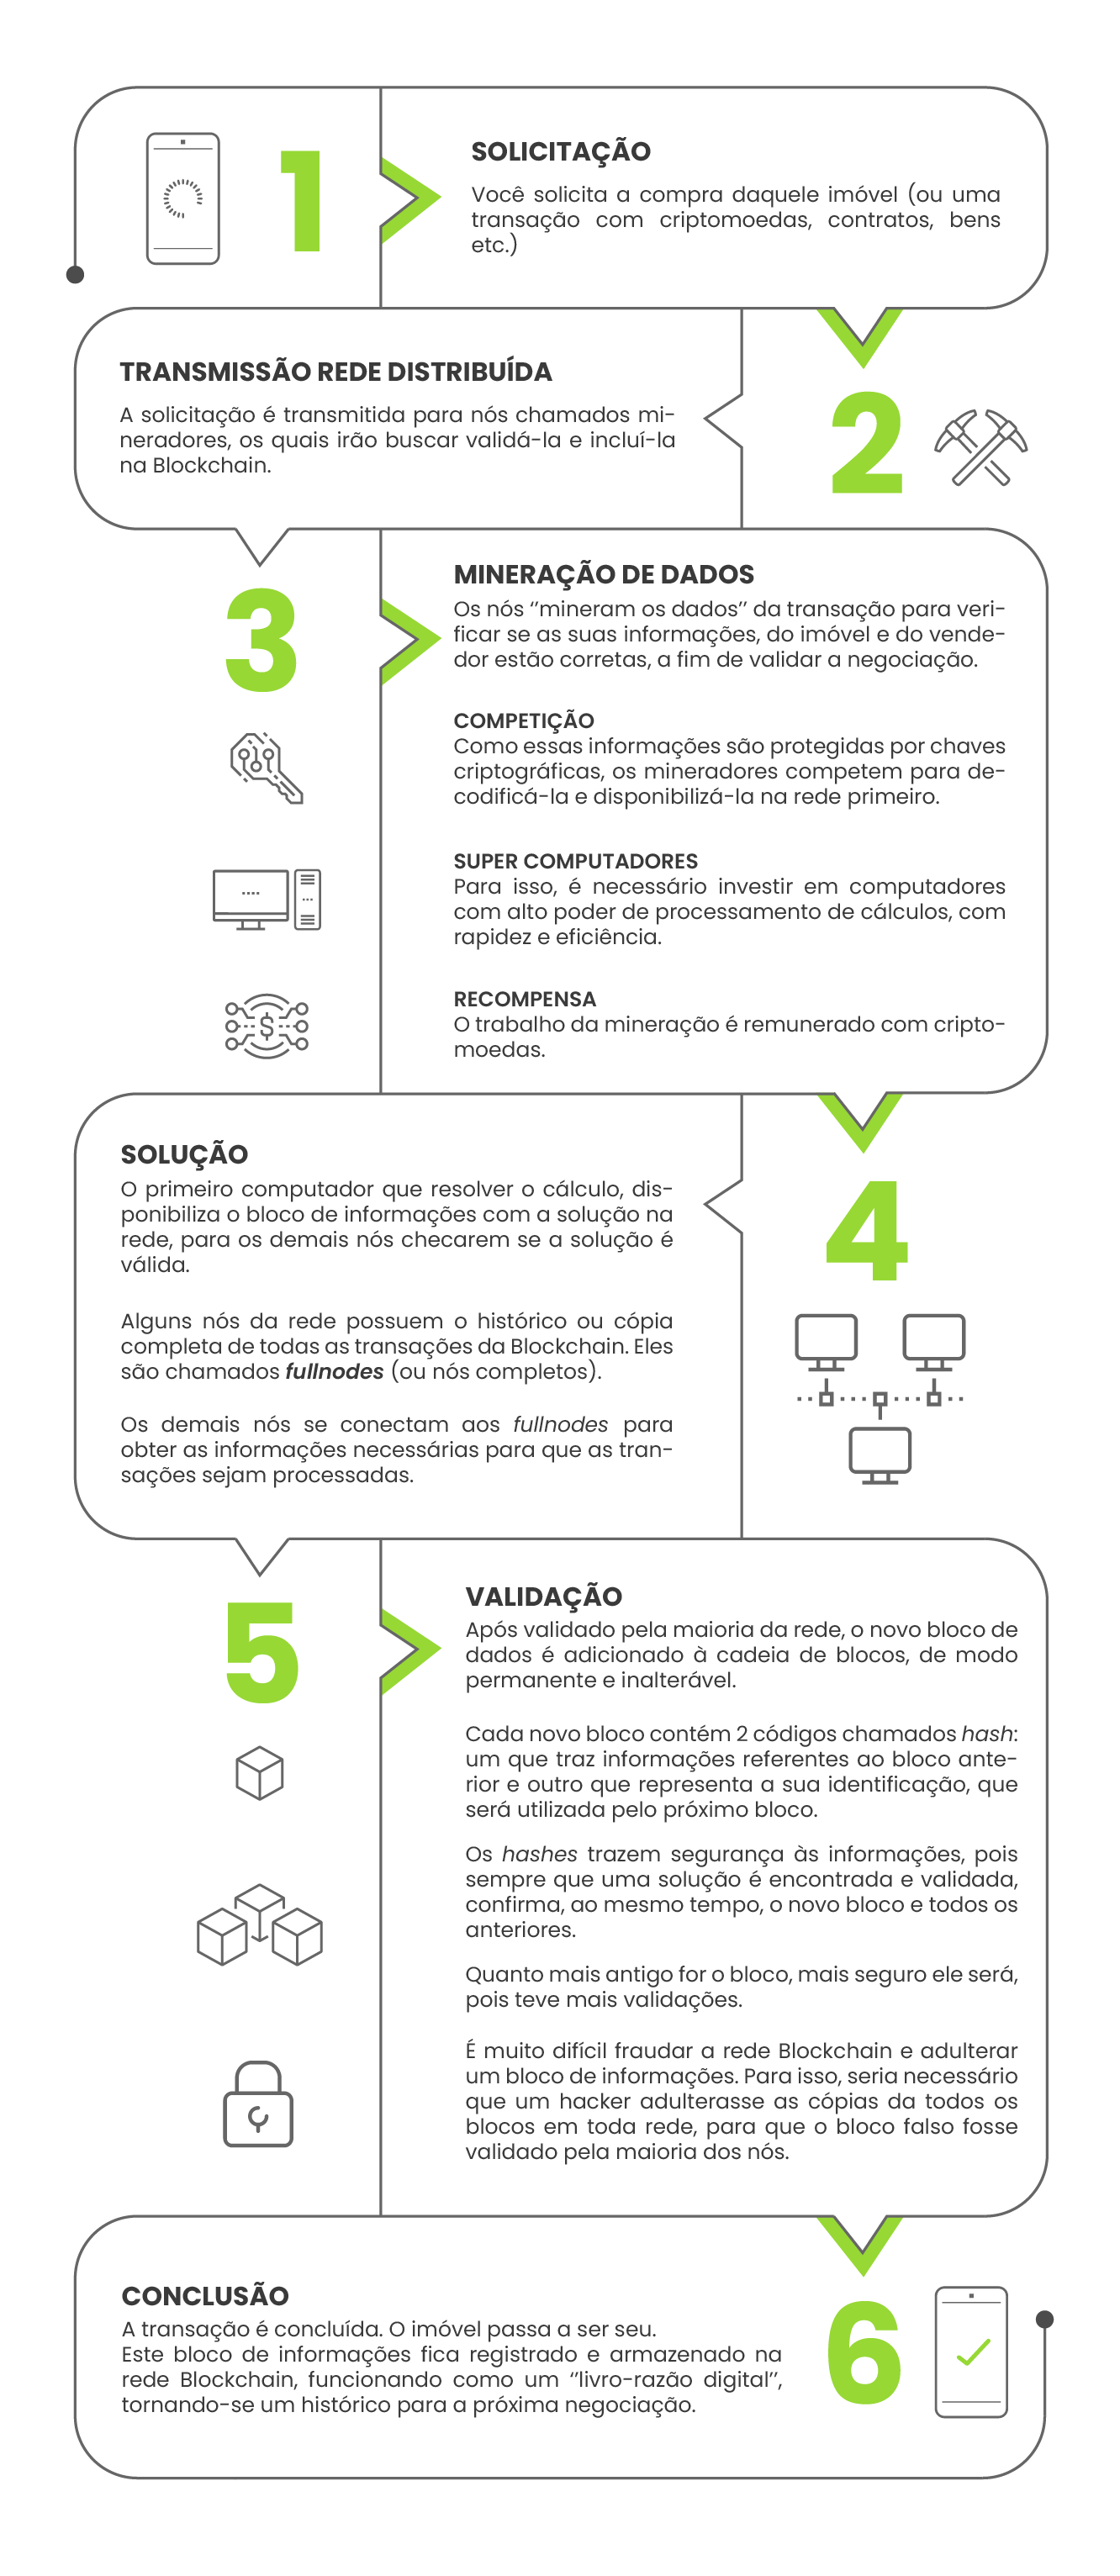 1
SOLICITAÇÃO
Você solicita a compra daquele imóvel (ou uma
transação com criptomoedas, contratos, bens
etc.)
TRANSMISSÃO REDE DISTRIBUÍDA
A solicitação é transmitida para nós chamados mi-
neradores, os quais irão buscar validá-la e incluí-la
na Blockchain.
2
3
MINERAÇÃO DE DADOS
Os nós ‘’mineram os dados’’ da transação para veri-
ficar se as suas informações, do imóvel e do vende-
dor estão corretas, a fim de validar a negociação.
COMPETIÇÃO
Como essas informações são protegidas por chaves
criptográficas, os mineradores competem para de-
codificá-la e disponibilizá-la na rede primeiro.
SUPER COMPUTADORES
Para isso, é necessário investir em computadores
com alto poder de processamento de cálculos, com
rapidez e eficiência.
RECOMPENSA
O trabalho da mineração é remunerado com cripto-
moedas.
$
SOLUÇÃO
O primeiro computador que resolver o cálculo, dis-
ponibiliza o bloco de informações com a solução na
rede, para os demais nós checarem se a solução é
válida.
Alguns nós da rede possuem o histórico ou cópia
completa de todas as transações da Blockchain. Eles
são chamados fullnodes (ou nós completos).
Os demais nós se conectam aos fullnodes para
obter as informações necessárias para que as tran-
sações sejam processadas.
4
5
VALIDAÇÃO
Após validado pela maioria da rede, o novo bloco de
dados é adicionado à cadeia de blocos, de modo
permanente e inalterável.
Cada novo bloco contém 2 códigos chamados hash:
um que traz informações referentes ao bloco ante-
rior e outro que representa a sua identificação, que
será utilizada pelo próximo bloco.
Os hashes trazem segurança às informações, pois
sempre que uma solução é encontrada e validada,
confirma, ao mesmo tempo, o novo bloco e todos os
anteriores.
Quanto mais antigo for o bloco, mais seguro ele será,
pois teve mais validações.
É muito difícil fraudar a rede Blockchain e adulterar
um bloco de informações. Para isso, seria necessário
que um hacker adulterasse as cópias da todos os
blocos em toda rede, para que o bloco falso fosse
validado pela maioria dos nós.
CONCLUSÃO
A transação é concluída. O imóvel passa a ser seu.
Este bloco de informações fica registrado e armazenado na
rede Blockchain, funcionando como um ‘’livro-razão digital’’,
tornando-se um histórico para a próxima negociação.
6